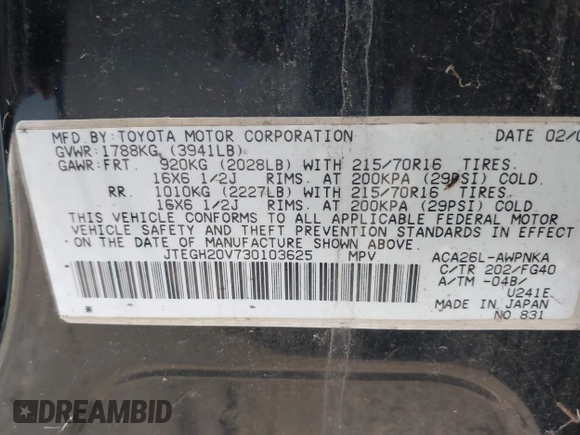 MFD.BY:TOYOTA MOTOR CORPORATION DATE 02/0
GVWR:1788KG (3941LB)
GAWR:FRT. 920KG (2028LB) WITH 215/70R16 TIRES.
16X6 1/2J RIMS. AT 200KPA (29PSI) COLD.
RR. 1010KG (2227LB) WITH 215/70R16 TIRES.
16X6 1/2J RIMS. AT 200KPA (29PSI) COLD
THIS VEHICLE CONFORMS TO ALL APPLICABLE FEDERAL MOTOR
VEHICLE SAFETY AND THEFT PREVENTION STANDARDS IN EFFECT
ON THE DATE OF MANUFACTURE SHOWN ABOVE.
JTEGH20V730103625 MPV ACA26L-AWPNKA
C/TR 202/FG40
A/TM -04B/
U241E
MADE IN JAPAN
NO.831
DREAMBID